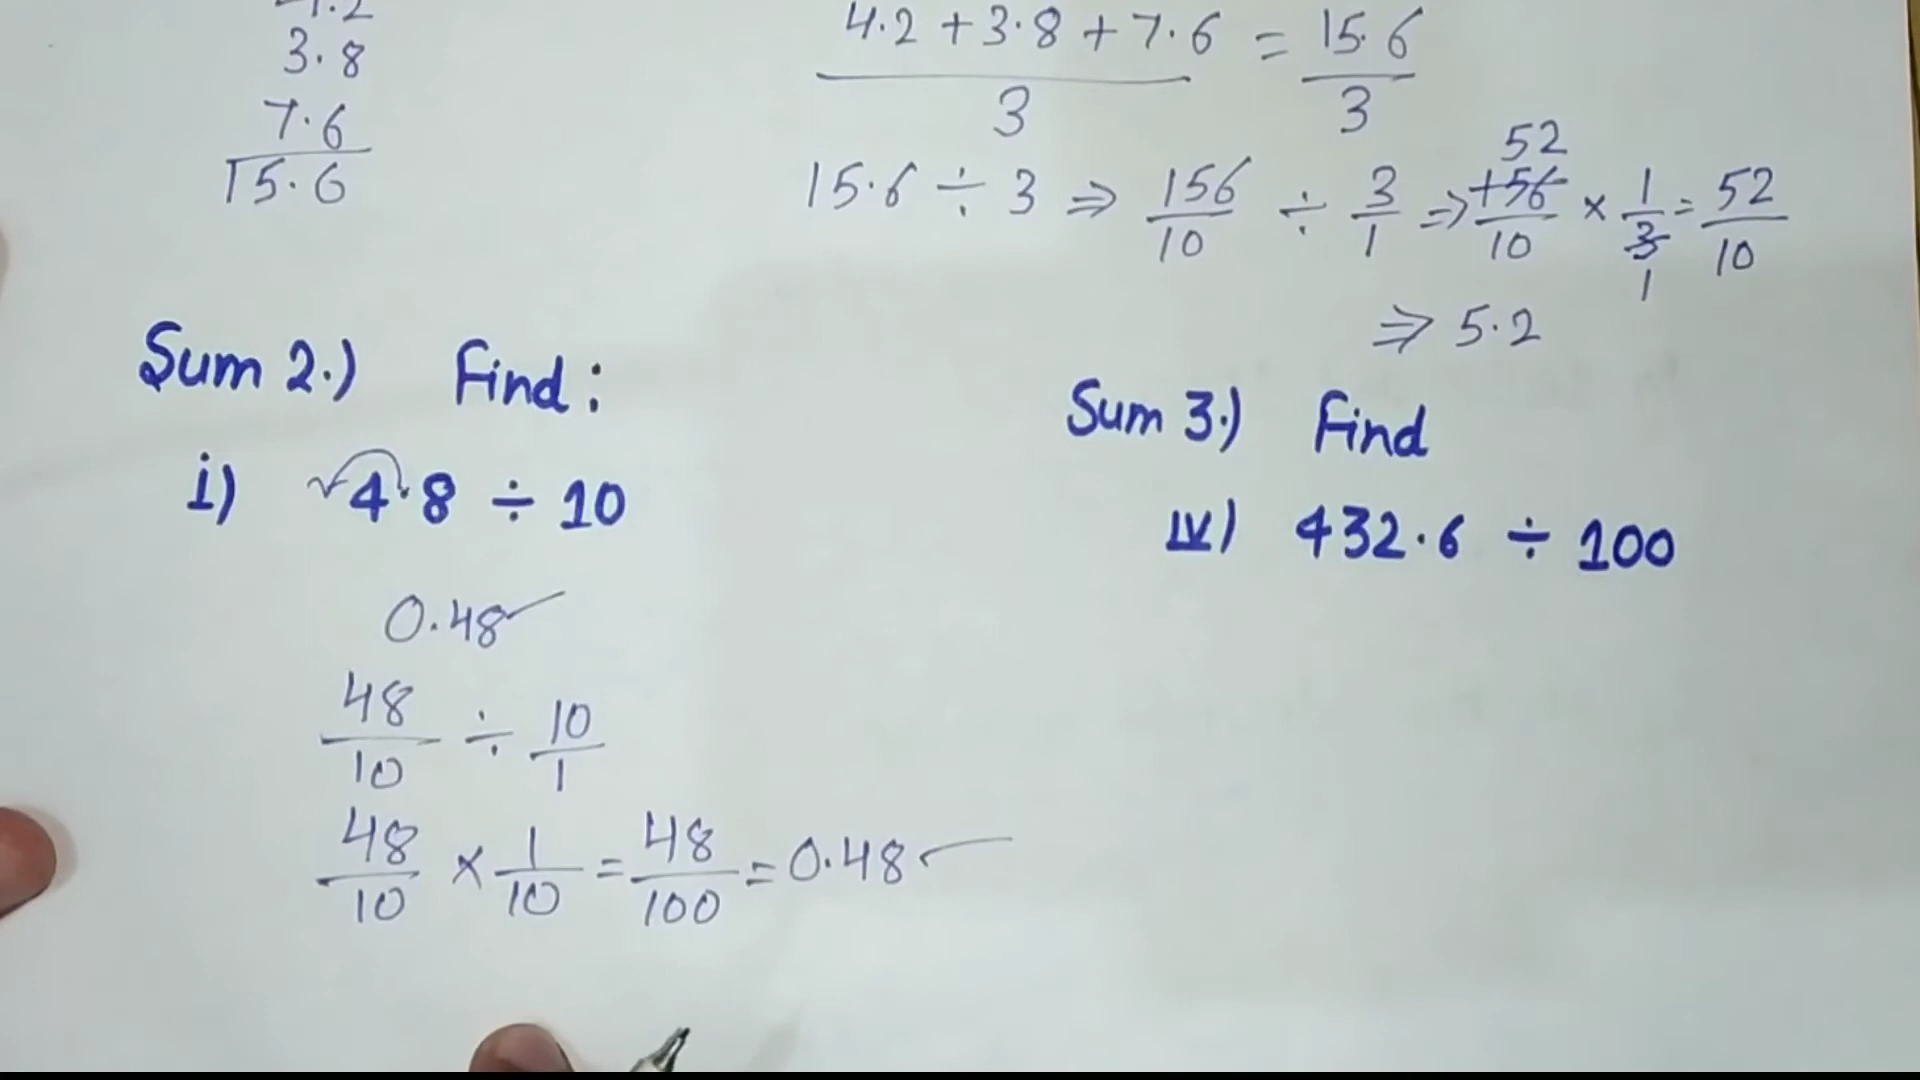 4.2
3.8
7.6
15.6
4.2 + 3.8 + 7.6 = 15.6
3 3
15.6 ÷ 3 ⇒ 156/10 ÷ 3/1 ⇒ 52 156/10 × 1/3 1 = 52/10
⇒ 5.2
Sum 2.) Find :
i) 4.8 ÷ 10
0.48
48/10 ÷ 10/1
48/10 × 1/10 = 48/100 = 0.48
Sum 3.) Find
IV) 432.6 ÷ 100